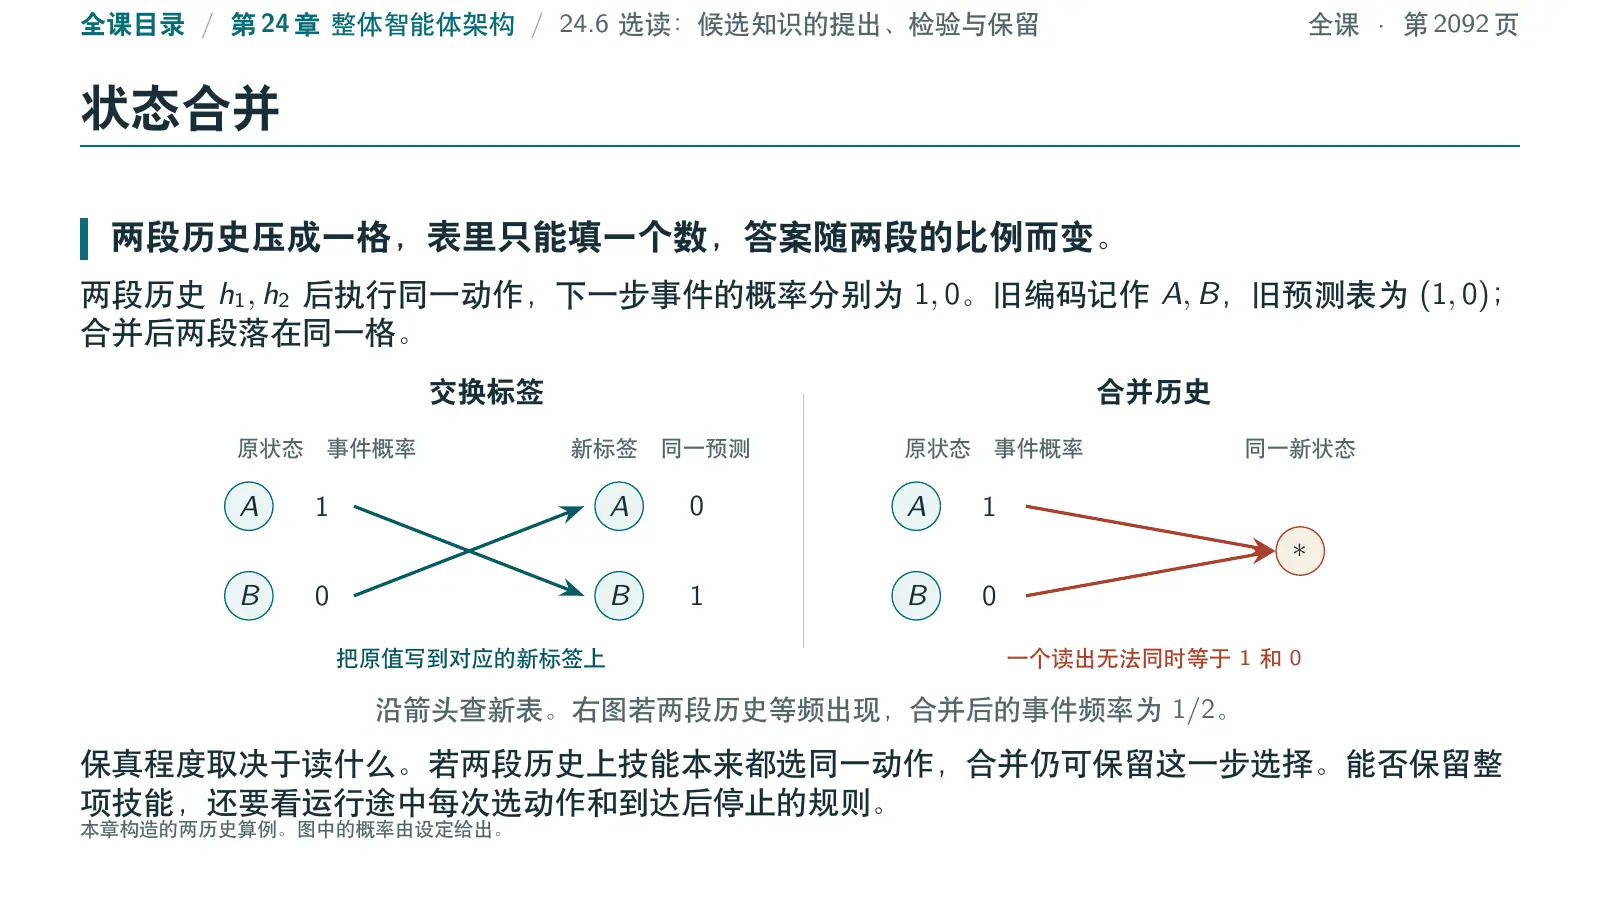 全课目录 / 第 24 章 整体智能体架构 / 24.6 选读：候选知识的提出、检验与保留
全课 · 第 2092 页
状态合并
两段历史压成一格，表里只能填一个数，答案随两段的比例而变。
两段历史 h₁, h₂ 后执行同一动作，下一步事件的概率分别为 1, 0。旧编码记作 A, B，旧预测表为 (1, 0)；
合并后两段落在同一格。
交换标签
原状态 事件概率 新标签 同一预测
A 1 A 0
B 0 B 1
把原值写到对应的新标签上
合并历史
原状态 事件概率 同一新状态
A 1
*
B 0
一个读出无法同时等于 1 和 0
沿箭头查新表。右图若两段历史等频出现，合并后的事件频率为 1/2。
保真程度取决于读什么。若两段历史上技能本来都选同一动作，合并仍可保留这一步选择。能否保留整
项技能，还要看运行途中每次选动作和到达后停止的规则。
本章构造的两历史算例。图中的概率由设定给出。